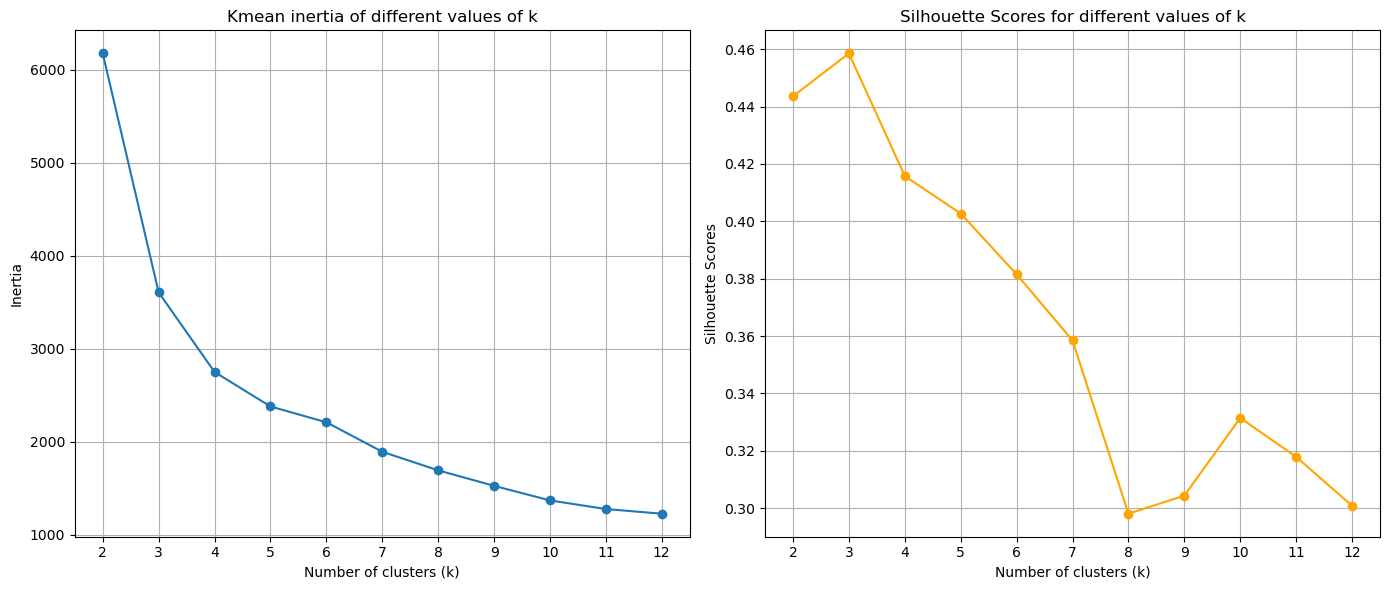 Kmean inertia of different values of k
6000
5000
4000
3000
2000
1000
Inertia
2 3 4 5 6 7 8 9 10 11 12
Number of clusters (k)
Silhouette Scores for different values of k
0.46
0.44
0.42
0.40
0.38
0.36
0.34
0.32
0.30
Silhouette Scores
2 3 4 5 6 7 8 9 10 11 12
Number of clusters (k)